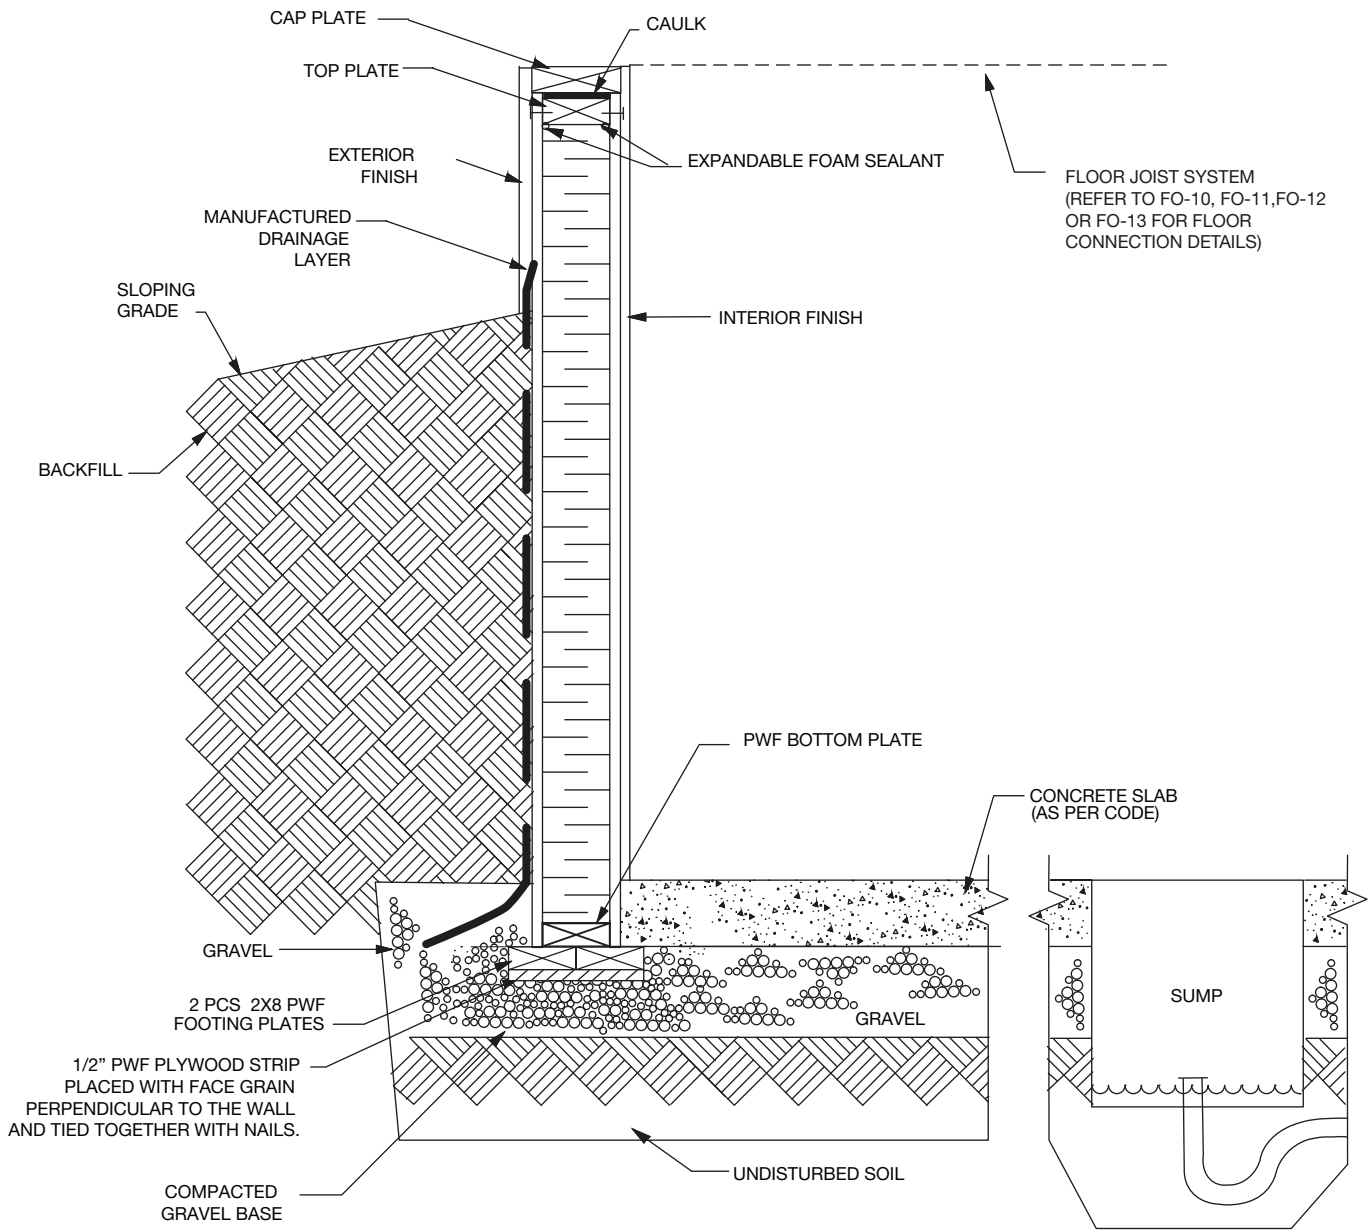 CAP PLATE
CAULK
TOP PLATE
EXPANDABLE FOAM SEALANT
EXTERIOR
FINISH
FLOOR JOIST SYSTEM
(REFER TO FO-10, FO-11,FO-12
OR FO-13 FOR FLOOR
CONNECTION DETAILS)
MANUFACTURED
DRAINAGE
LAYER
SLOPING
GRADE
INTERIOR FINISH
BACKFILL
PWF BOTTOM PLATE
CONCRETE SLAB
(AS PER CODE)
GRAVEL
SUMP
2 PCS 2X8 PWF
FOOTING PLATES
GRAVEL
1/2” PWF PLYWOOD STRIP
PLACED WITH FACE GRAIN
PERPENDICULAR TO THE WALL
AND TIED TOGETHER WITH NAILS.
UNDISTURBED SOIL
COMPACTED
GRAVEL BASE